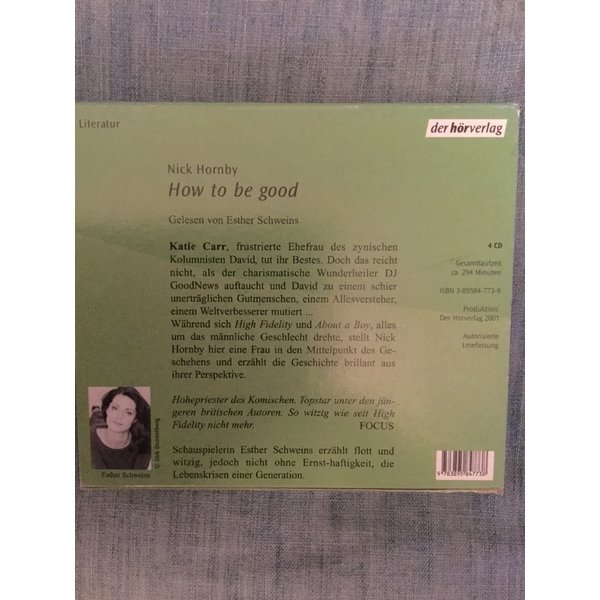 Literatur
der hörverlag
Nick Hornby
How to be good
Gelesen von Esther Schweins
Katie Carr, frustrierte Ehefrau des zynischen
Kolumnisten David, tut ihr Bestes. Doch das reicht
nicht, als der charismatische Wunderheiler DJ
GoodNews auftaucht und David zu einem schier
unerträglichen Gutmenschen, einem Allesversteher,
einem Weltverbesserer mutiert ...
Während sich High Fidelity und About a Boy, alles
um das männliche Geschlecht drehte, stellt Nick
Hornby hier eine Frau in den Mittelpunkt des Ge-
schehens und erzählt die Geschichte brillant aus
ihrer Perspektive.
Hohepriester des Komischen. Topstar unter den jün-
geren britischen Autoren. So witzig wie seit High
Fidelity nicht mehr. FOCUS
Schauspielerin Esther Schweins erzählt flott und
witzig, jedoch nicht ohne Ernst-haftigkeit, die
Lebenskrisen einer Generation.
4 CD
Gesamtlaufzeit
ca. 294 Minuten
ISBN 3-89584-773-9
Produktion:
Der Hörverlag 2001
Autorisierte
Lesefassung
Esther Schweins